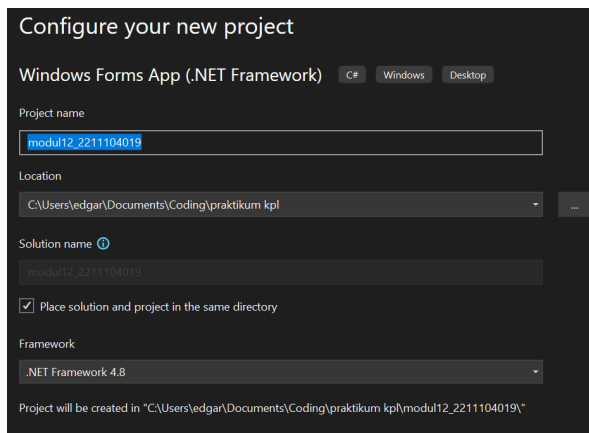 Configure your new project
Windows Forms App (.NET Framework) C# Windows Desktop
Project name
modul12_2211104019
Location
C:\Users\edgar\Documents\Coding\praktikum kpl
...
Solution name
modul12_2211104019
Place solution and project in the same directory
Framework
.NET Framework 4.8
Project will be created in "C:\Users\edgar\Documents\Coding\praktikum kpl\modul12_2211104019\"